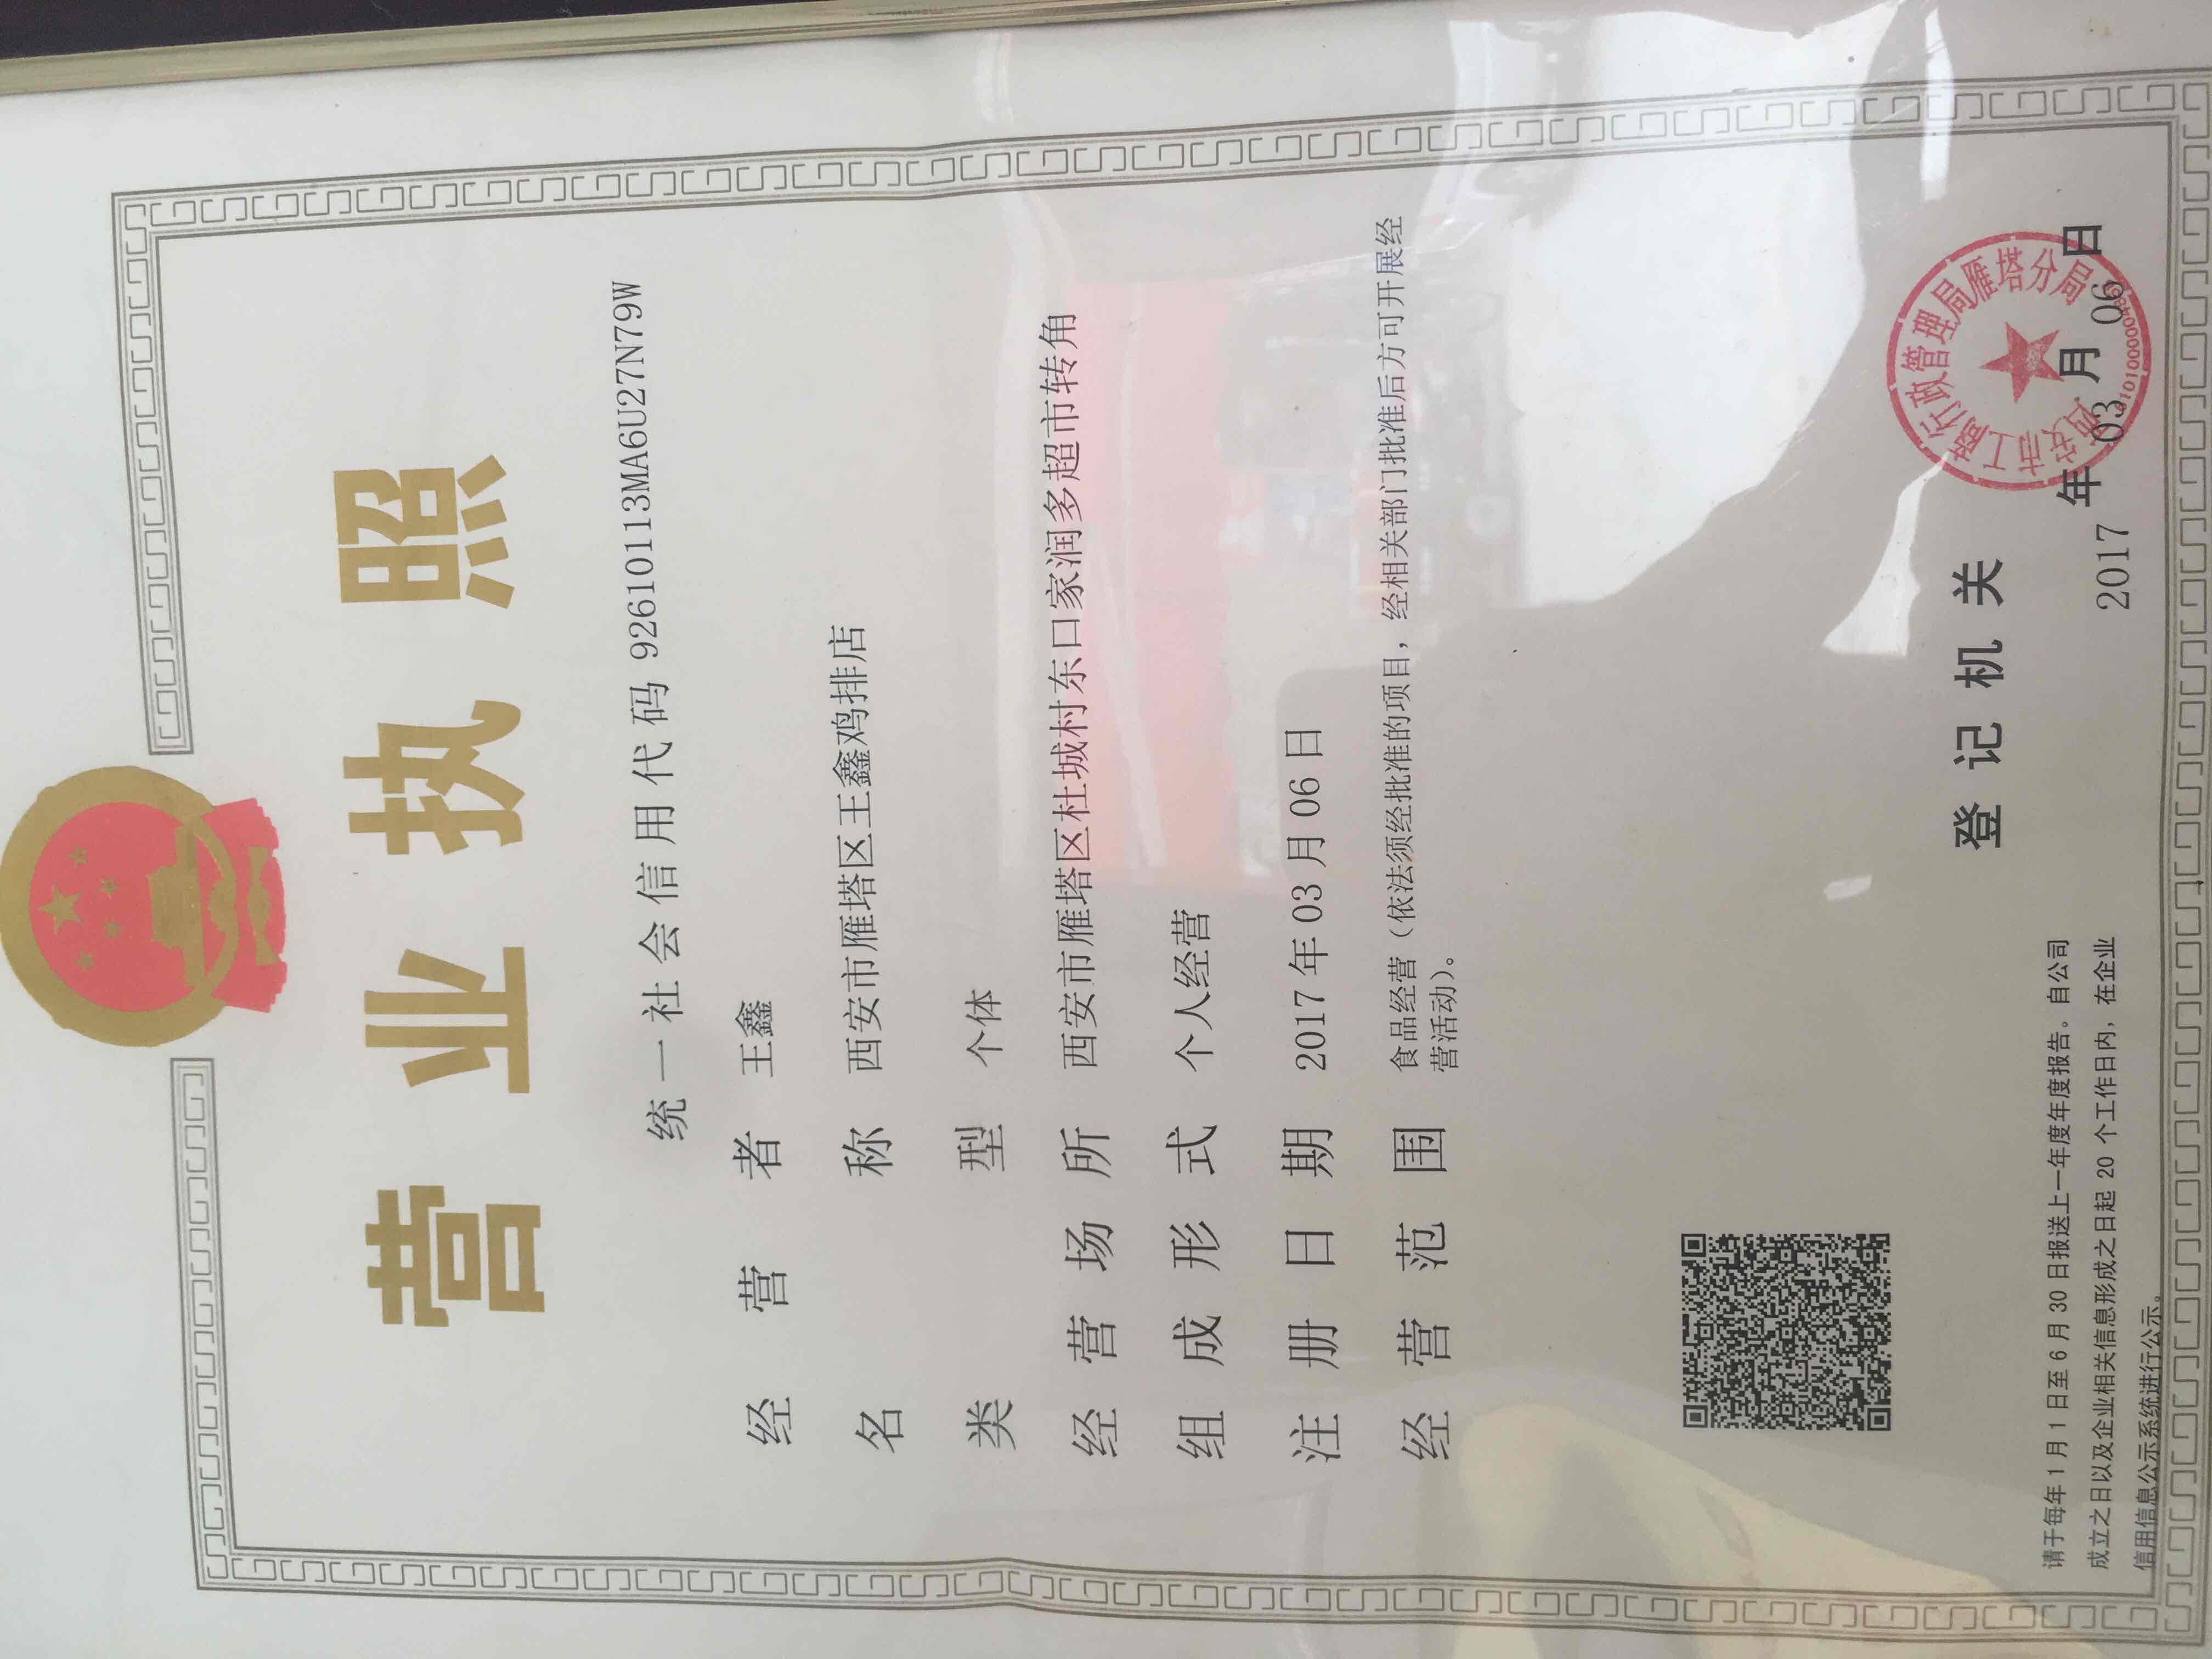 营业执照
统一社会信用代码 92610113MA6U27N79W
经营者 王鑫
名称 西安市雁塔区王鑫鸡排店
类型 个体
经营场所 西安市雁塔区杜城村东口家润多超市转角
组成形式 个人经营
注册日期 2017年03月06日
经营范围 食品经营（依法须经批准的项目，经相关部门批准后方可开展经
营活动）。
登记机关
西安市工商行政管理局雁塔分局
2017年03月06日
请于每年1月1日至6月30日报送上一年度年度报告。自公司
成立之日以及企业相关信息形成之日起 20 个工作日内，在企业
信用信息公示系统进行公示。